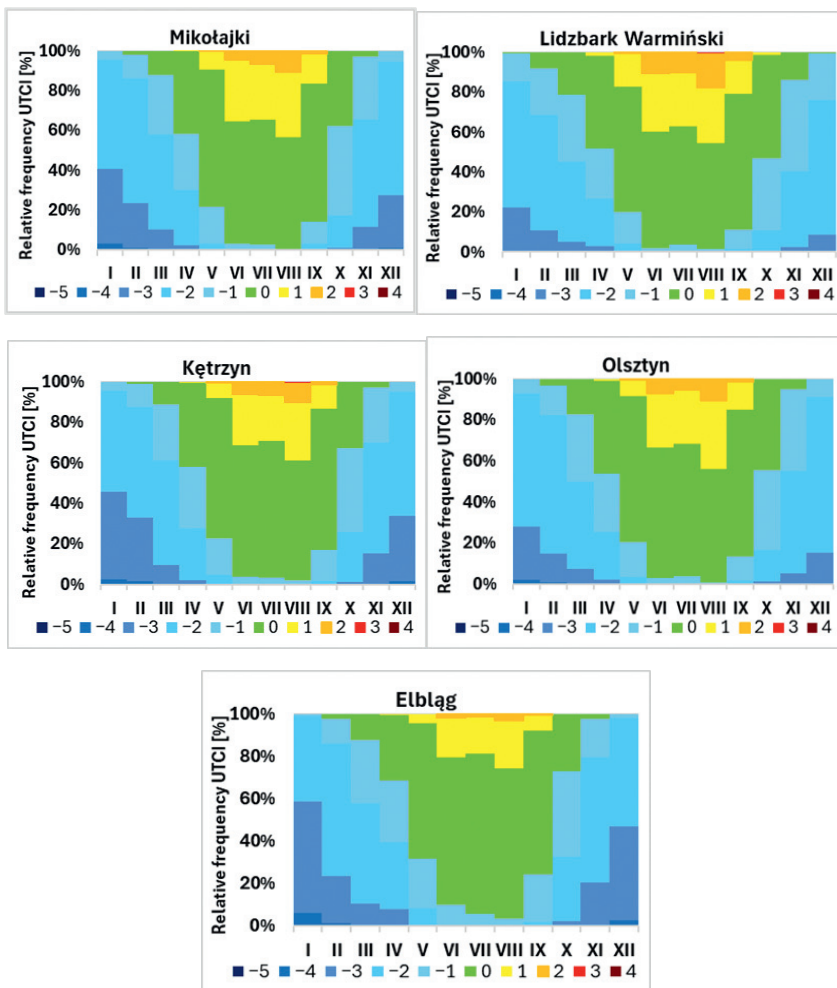 Mikołajki
Relative frequency UTCI [%]
100%
80%
60%
40%
20%
0%
I II III IV V VI VII VIII IX X XI XII
−5 −4 −3 −2 −1 0 1 2 3 4
Lidzbark Warmiński
Relative frequency UTCI [%]
100%
80%
60%
40%
20%
0%
I II III IV V VI VII VIII IX X XI XII
−5 −4 −3 −2 −1 0 1 2 3 4
Kętrzyn
Relative frequency UTCI [%]
100%
80%
60%
40%
20%
0%
I II III IV V VI VII VIII IX X XI XII
−5 −4 −3 −2 −1 0 1 2 3 4
Olsztyn
Relative frequency UTCI [%]
100%
80%
60%
40%
20%
0%
I II III IV V VI VII VIII IX X XI XII
−5 −4 −3 −2 −1 0 1 2 3 4
Elbląg
Relative frequency UTCI [%]
100%
80%
60%
40%
20%
0%
I II III IV V VI VII VIII IX X XI XII
−5 −4 −3 −2 −1 0 1 2 3 4